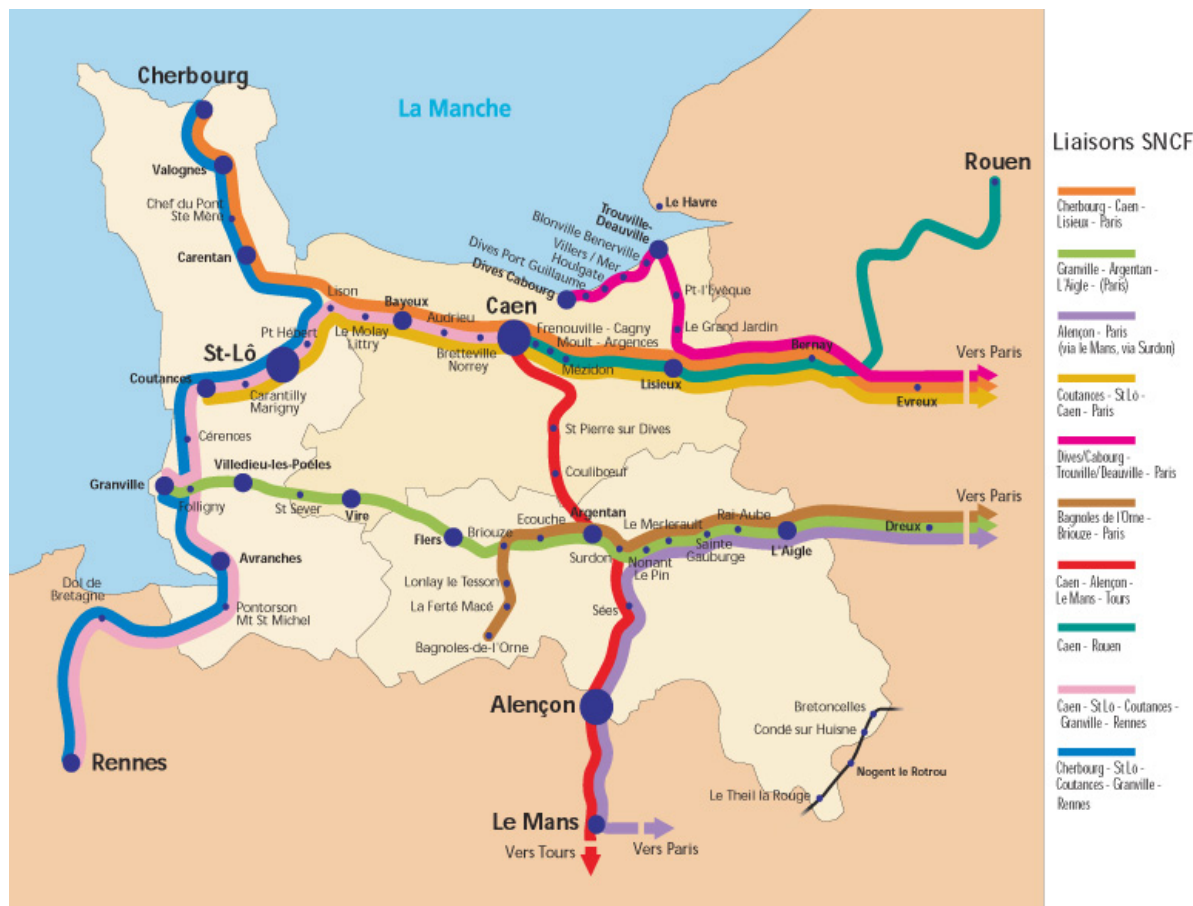 Cherbourg
La Manche
Valognes
Chef du Pont
Ste Mère
Carentan
Lison
Bayeux
Audrieu
Caen
Pt Hébert
Le Molay
Littry
Bretteville
Norrey
St-Lô
Coutances
Carantilly
Marigny
Cérences
Granville
Folligny
Villedieu-les-Poéles
St Sever
Vire
Avranches
Dol de
Bretagne
Pontorson
Mt St Michel
Rennes
Rouen
Le Havre
Trouville-
Deauville
Blonville Benerville
Villers / Mer
Houlgate
Dives Port Guillaume
Dives Cabourg
Pt-l'Evèque
Le Grand Jardin
Frenouville - Cagny
Moult - Argences
Mézidon
Lisieux
Bernay
Evreux
Vers Paris
St Pierre sur Dives
Coulibœuf
Flers
Briouze
Ecouche
Argentan
Surdon
Le Merlerault
Nonant
Le Pin
Sainte
Gauburge
Rai-Aube
L'Aigle
Dreux
Vers Paris
Lonlay le Tesson
La Ferté Macé
Bagnoles-de-l'Orne
Sées
Alençon
Le Mans
Vers Tours
Vers Paris
Bretoncelles
Condé sur Huisne
Nogent le Rotrou
Le Theil la Rouge
Liaisons SNCF
Cherbourg - Caen -
Lisieux - Paris
Granville - Argentan -
L'Aigle - (Paris)
Alençon - Paris
(via le Mans, via Surdon)
Coutances - St Lô -
Caen - Paris
Dives/Cabourg -
Trouville/Deauville - Paris
Bagnoles de l'Orne -
Briouze - Paris
Caen - Alençon -
Le Mans - Tours
Caen - Rouen
Caen - St Lô - Coutances -
Granville - Rennes
Cherbourg - St Lô -
Coutances - Granville -
Rennes